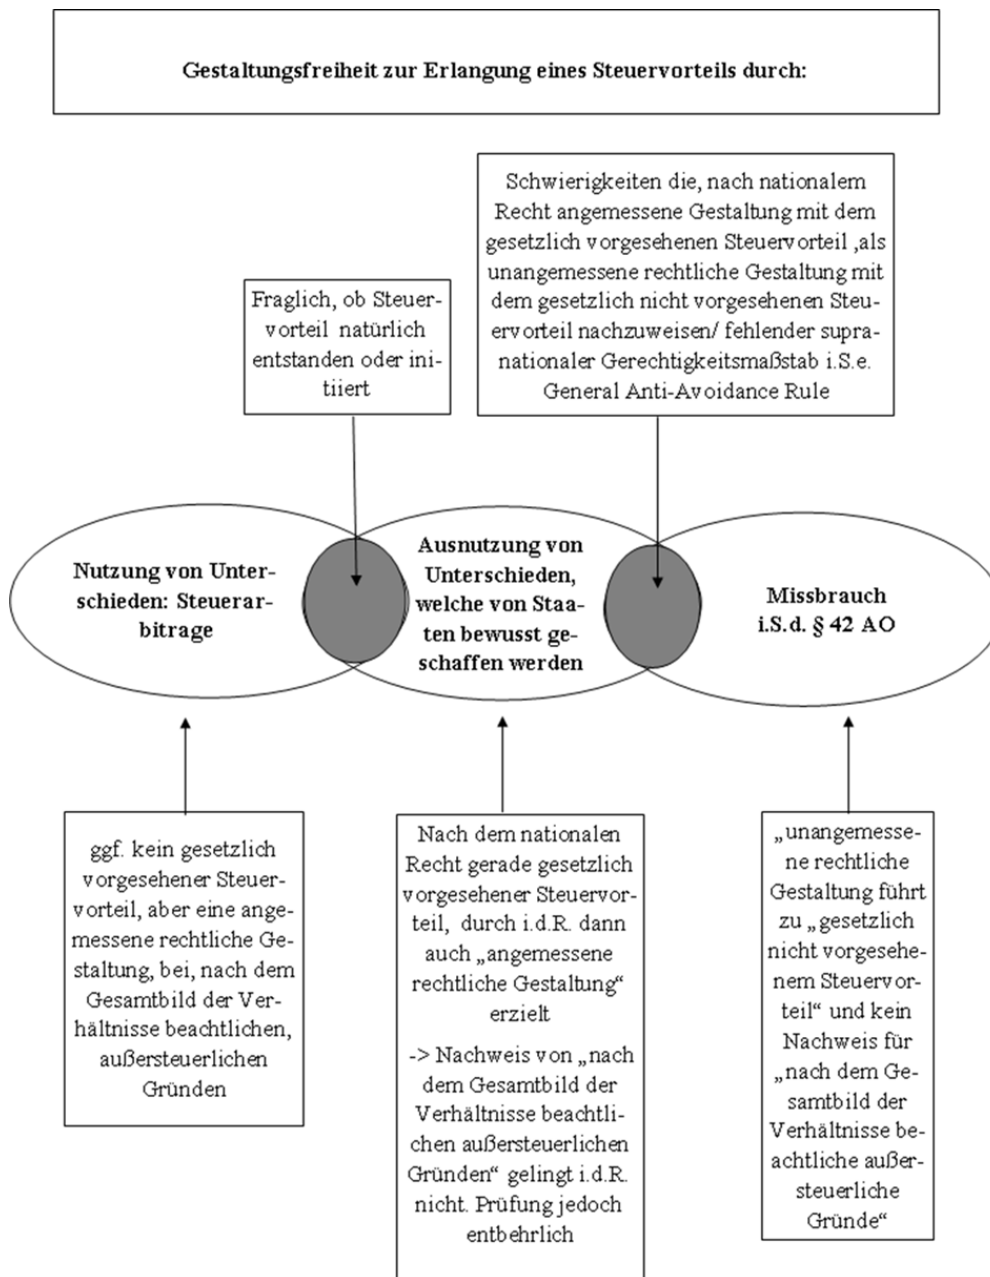 Gestaltungsfreiheit zur Erlangung eines Steuervorteils durch:
Schwierigkeiten die, nach nationalem
Recht angemessene Gestaltung mit dem
gesetzlich vorgesehenen Steuervorteil ,als
unangemessene rechtliche Gestaltung mit
dem gesetzlich nicht vorgesehenen Steu-
ervorteil nachzuweisen/ fehlender supra-
nationaler Gerechtigkeitsmaßstab i.S.e.
General Anti-Avoidance Rule
Fraglich, ob Steuer-
vorteil natürlich
entstanden oder ini-
tiiert
Nutzung von Unter-
schieden: Steuerar-
bitrage
Ausnutzung von
Unterschieden,
welche von Staa-
ten bewusst ge-
schaffen werden
Missbrauch
i.S.d. § 42 AO
ggf. kein gesetzlich
vorgesehener Steuer-
vorteil, aber eine ange-
messene rechtliche Ge-
staltung, bei, nach dem
Gesamtbild der Ver-
hältnisse beachtlichen,
außersteuerlichen
Gründen
Nach dem nationalen
Recht gerade gesetzlich
vorgesehener Steuervor-
teil, durch i.d.R. dann
auch „angemessene
rechtliche Gestaltung“
erzielt
-> Nachweis von „nach
dem Gesamtbild der
Verhältnisse beachtli-
chen außersteuerlichen
Gründen“ gelingt i.d.R.
nicht. Prüfung jedoch
entbehrlich
„unangemesse-
ne rechtliche
Gestaltung führt
zu „gesetzlich
nicht vorgesehe-
nem Steuervor-
teil“ und kein
Nachweis für
„nach dem Ge-
samtbild der
Verhältnisse be-
achtliche außer-
steuerliche
Gründe“